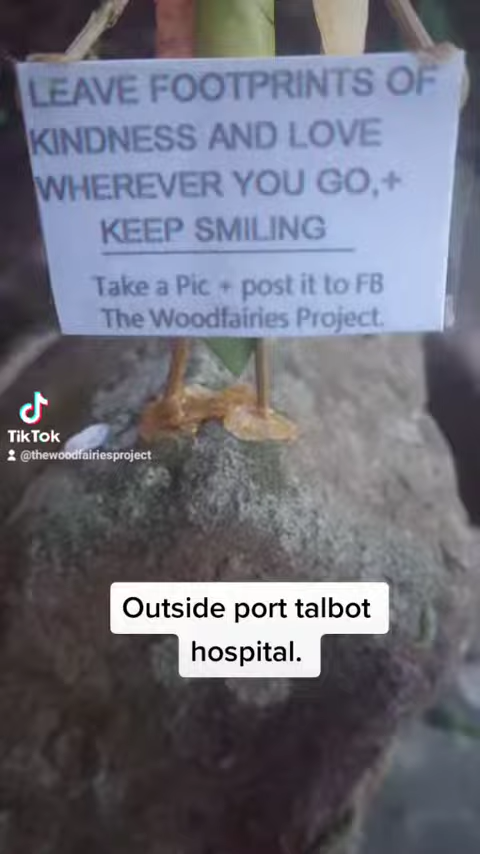 LEAVE FOOTPRINTS OF
KINDNESS AND LOVE
WHEREVER YOU GO,+
KEEP SMILING
Take a Pic + post it to FB
The Woodfairies Project.
TikTok
@thewoodfairiesproject
Outside port talbot
hospital.